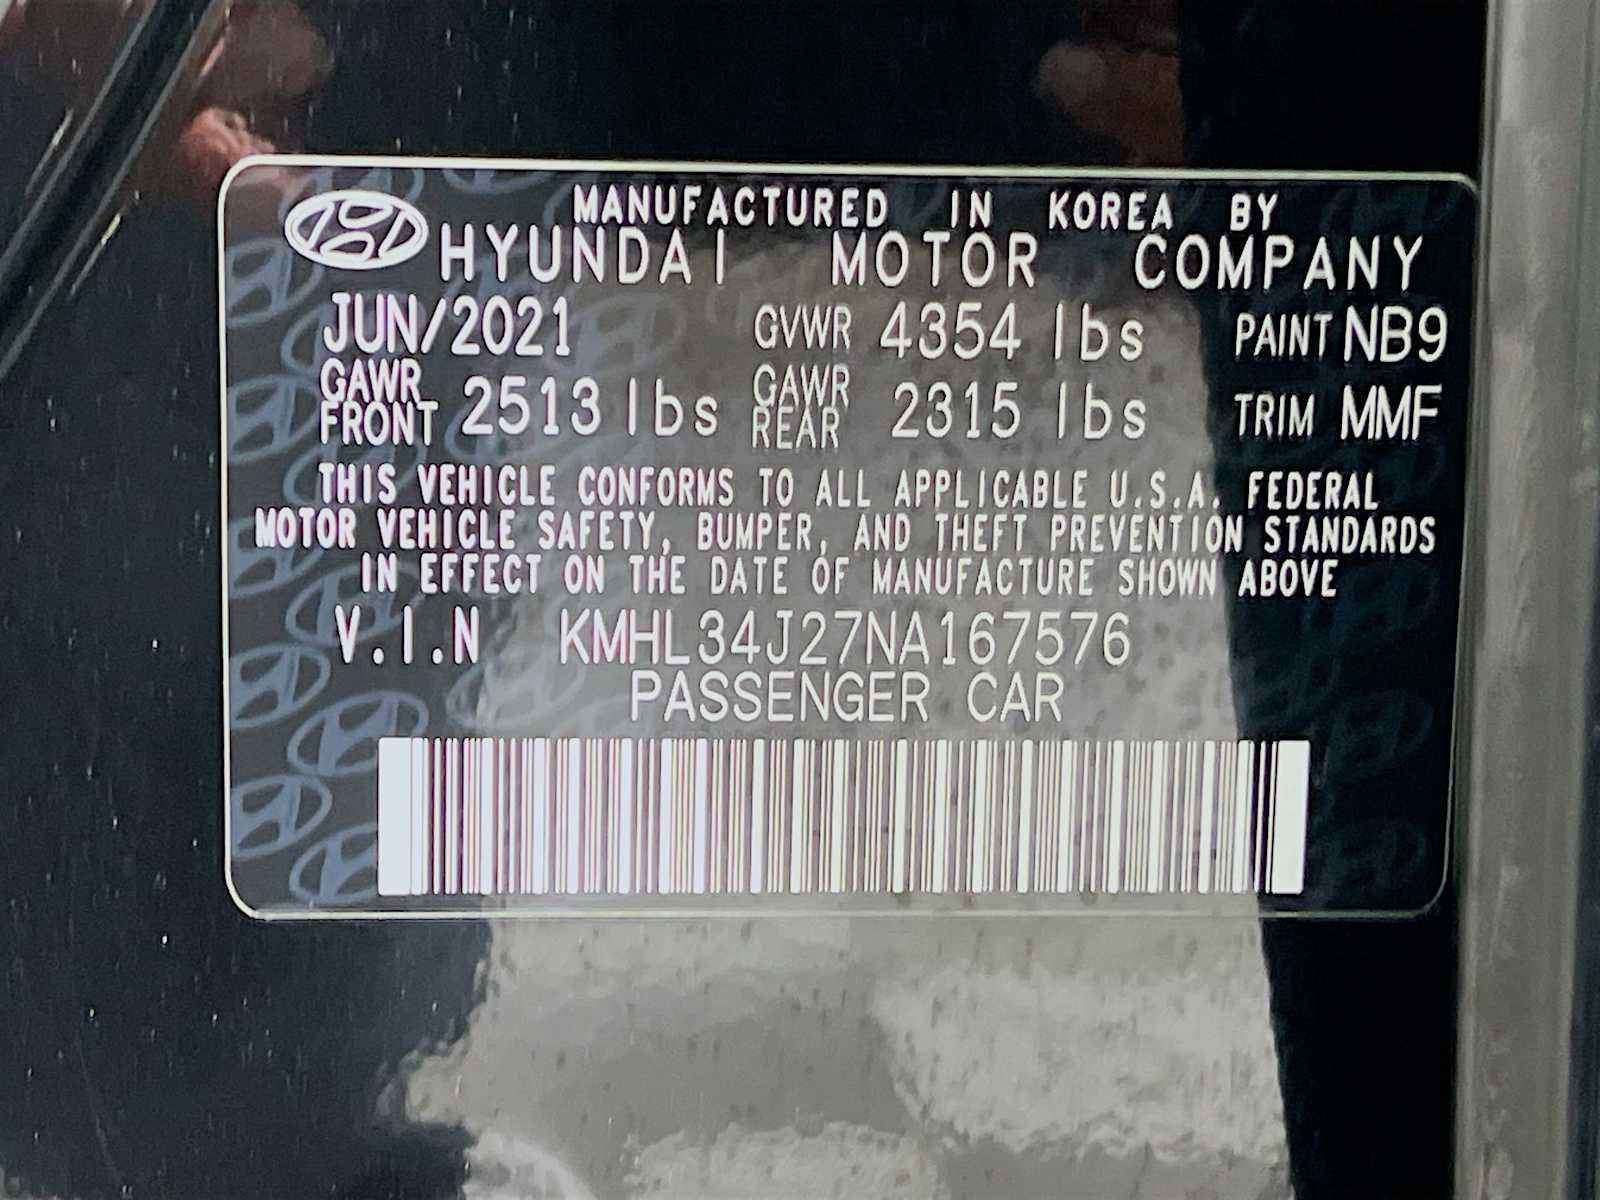 MANUFACTURED IN KOREA BY
HYUNDAI MOTOR COMPANY
JUN/2021 GVWR 4354 lbs PAINT NB9
GAWR FRONT 2513 lbs GAWR REAR 2315 lbs TRIM MMF
THIS VEHICLE CONFORMS TO ALL APPLICABLE U.S.A. FEDERAL
MOTOR VEHICLE SAFETY, BUMPER, AND THEFT PREVENTION STANDARDS
IN EFFECT ON THE DATE OF MANUFACTURE SHOWN ABOVE
V.I.N KMHL34J27NA167576
PASSENGER CAR